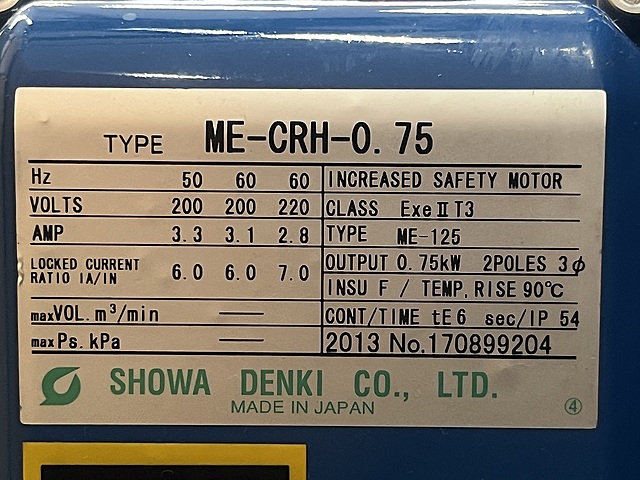 TYPE ME-CRH-0.75
Hz 50 60 60
VOLTS 200 200 220
AMP 3.3 3.1 2.8
LOCKED CURRENT
RATIO IA/IN 6.0 6.0 7.0
maxVOL. m³/min —
maxPs. kPa —
INCREASED SAFETY MOTOR
CLASS ExeⅡT3
TYPE ME-125
OUTPUT 0.75kW 2POLES 3ϕ
INSU F / TEMP. RISE 90℃
CONT/TIME tE6 sec/IP 54
2013 No.170899204
SHOWA DENKI CO., LTD.
MADE IN JAPAN
④